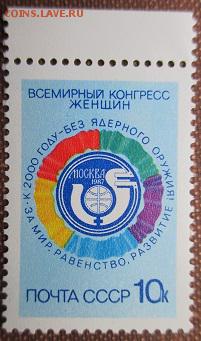 COINS.LAVE.RU
ВСЕМИРНЫЙ КОНГРЕСС
ЖЕНЩИН
К 2000 ГОДУ-БЕЗ ЯДЕРНОГО ОРУЖИЯ!
ЗА МИР, РАВЕНСТВО, РАЗВИТИЕ!
МОСКВА
1987
ПОЧТА СССР 10К